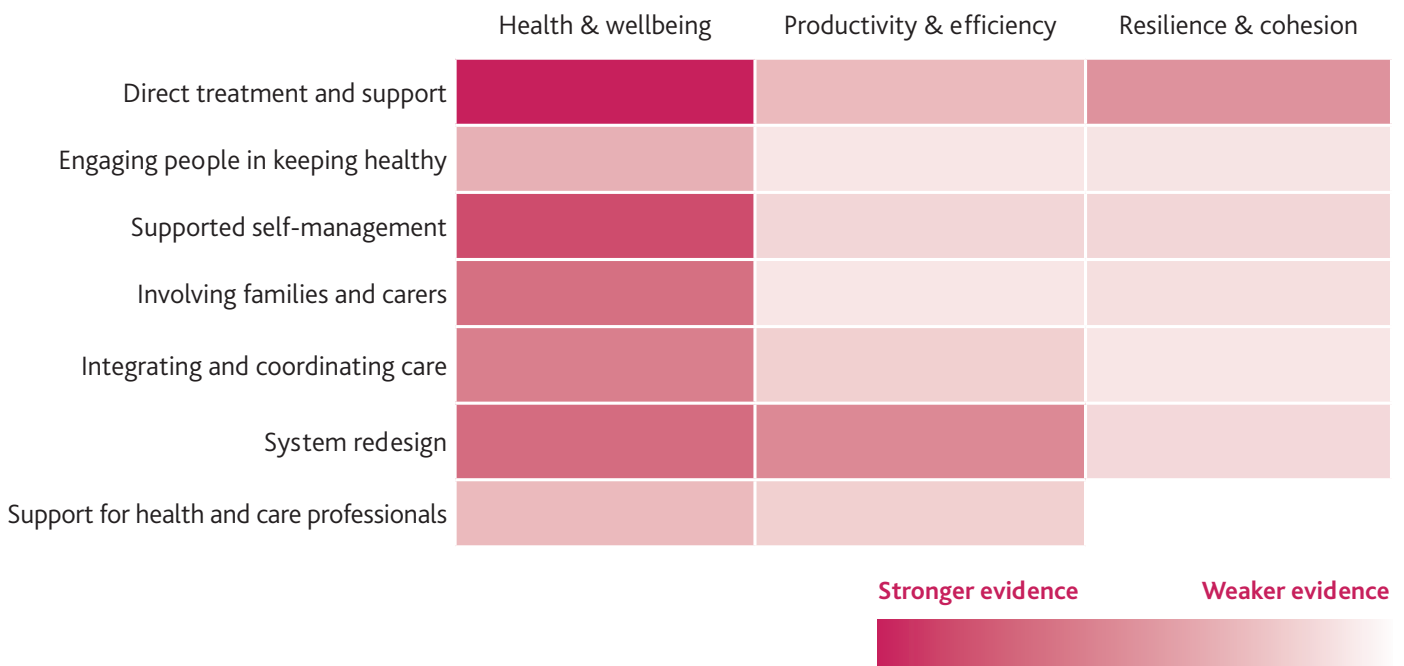 Health & wellbeing Productivity & efficiency Resilience & cohesion
Direct treatment and support
Engaging people in keeping healthy
Supported self-management
Involving families and carers
Integrating and coordinating care
System redesign
Support for health and care professionals
Stronger evidence Weaker evidence